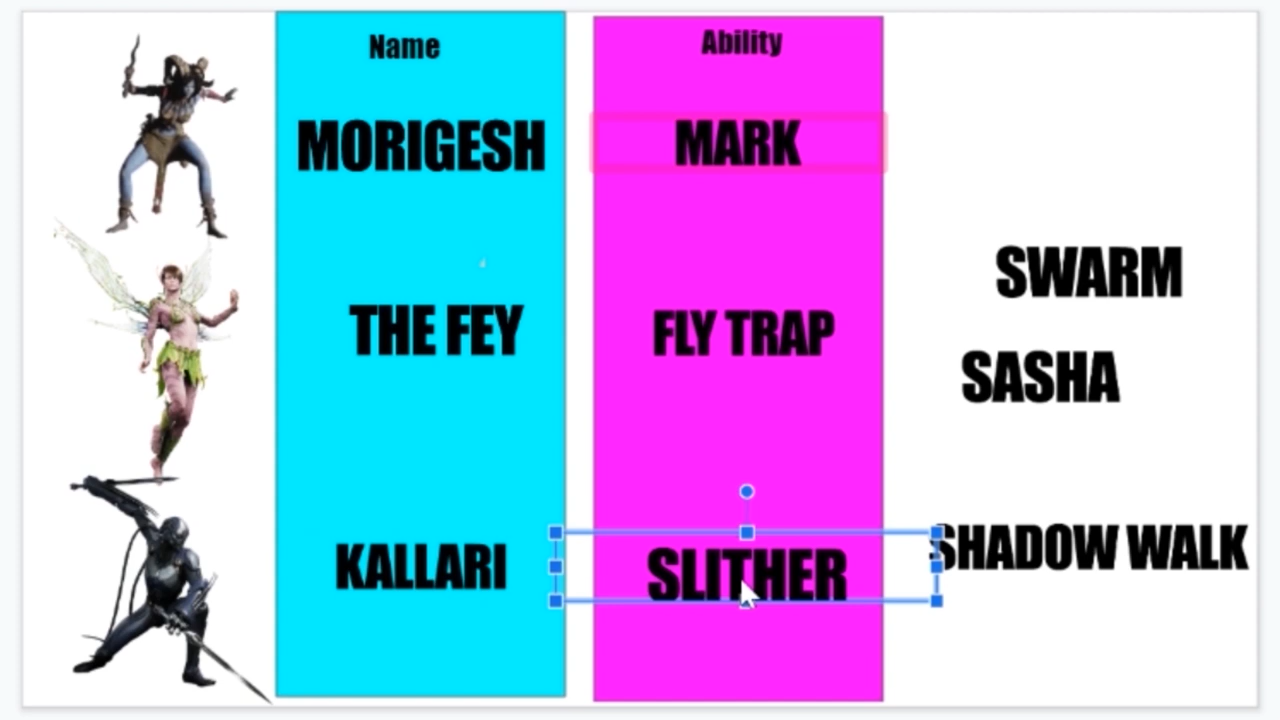 Name
Ability
MORIGESH
MARK
SWARM
THE FEY
FLY TRAP
SASHA
KALLARI
SLITHER
SHADOW WALK